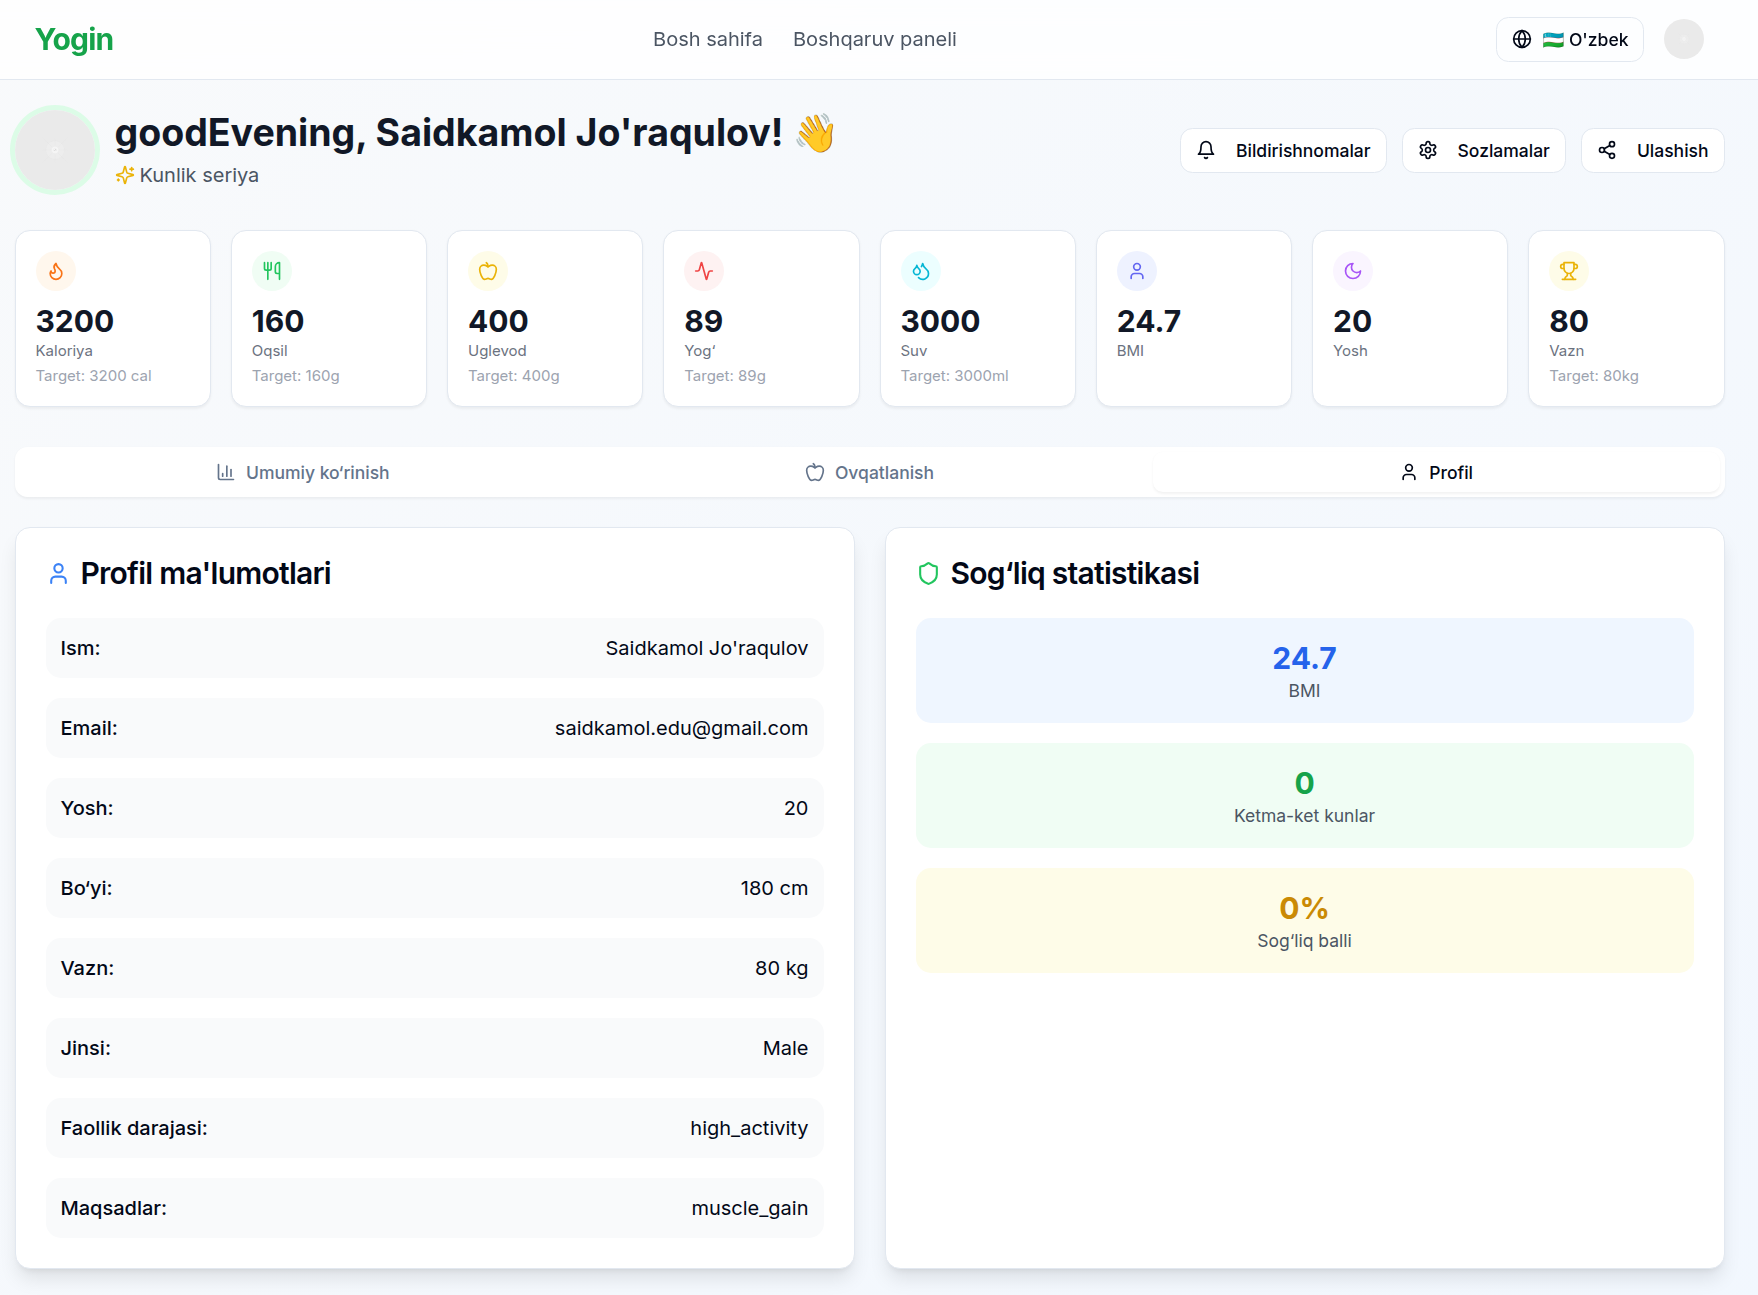 Yogin
Bosh sahifa
Boshqaruv paneli
🇺🇿 O'zbek
goodEvening, Saidkamol Jo'raqulov! 👋
Kunlik seriya
Bildirishnomalar
Sozlamalar
Ulashish
3200
Kaloriya
Target: 3200 cal
160
Oqsil
Target: 160g
400
Uglevod
Target: 400g
89
Yog‘
Target: 89g
3000
Suv
Target: 3000ml
24.7
BMI
20
Yosh
80
Vazn
Target: 80kg
Umumiy ko‘rinish
Ovqatlanish
Profil
Profil ma'lumotlari
Ism: Saidkamol Jo'raqulov
Email: saidkamol.edu@gmail.com
Yosh: 20
Bo‘yi: 180 cm
Vazn: 80 kg
Jinsi: Male
Faollik darajasi: high_activity
Maqsadlar: muscle_gain
Sog‘liq statistikasi
24.7
BMI
0
Ketma-ket kunlar
0%
Sog‘liq balli